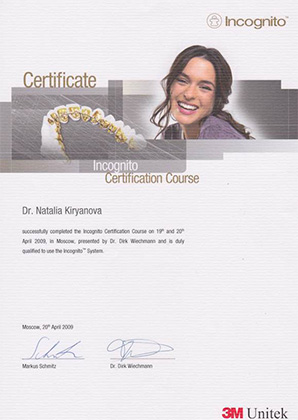 Incognito™
Certificate
Incognito
Certification Course
Dr. Natalia Kiryanova
successfully completed the Incognito Certification Course on 19th and 20th
April 2009, in Moscow, presented by Dr. Dirk Wiechmann and is duly
qualified to use the Incognito™ System.
Moscow, 20th April 2009
Markus Schmitz Dr. Dirk Wiechmann
3M Unitek